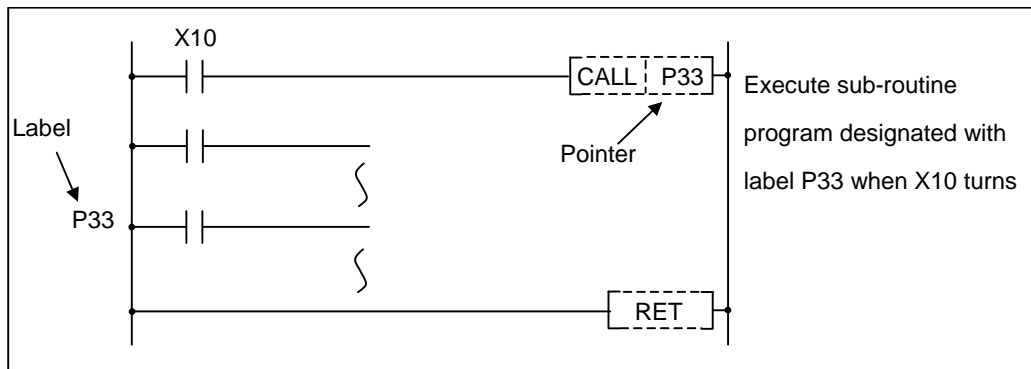 X10
CALL P33
Execute sub-routine
program designated with
label P33 when X10 turns
Label
Pointer
P33
RET